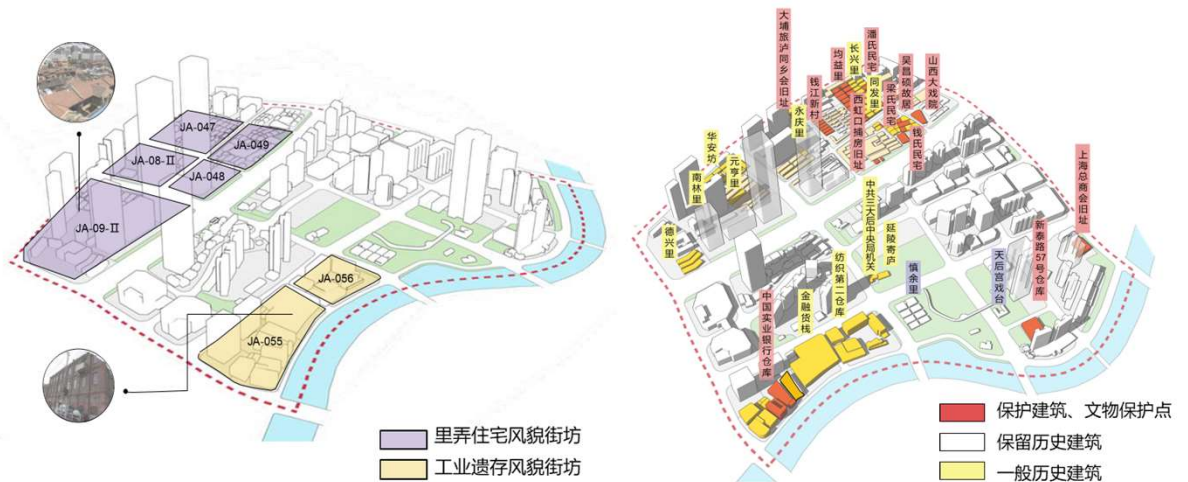 JA-047
JA-049
JA-08-II
JA-048
JA-09-II
JA-056
JA-055
里弄住宅风貌街坊
工业遗存风貌街坊
大埔旅沪同乡会旧址
钱江新村
均益里
长兴里
潘氏民宅
同发里
吴昌硕故居
山西大戏院
梁氏民宅
西虹口捕房旧址
钱氏民宅
永庆里
华安坊
元亨里
南林里
德兴里
中共三大后中央局机关
延陵寄庐
慎余里
天后宫戏台
新泰路57号仓库
上海总商会旧址
纺织第二仓库
金融货栈
中国实业银行仓库
保护建筑、文物保护点
保留历史建筑
一般历史建筑